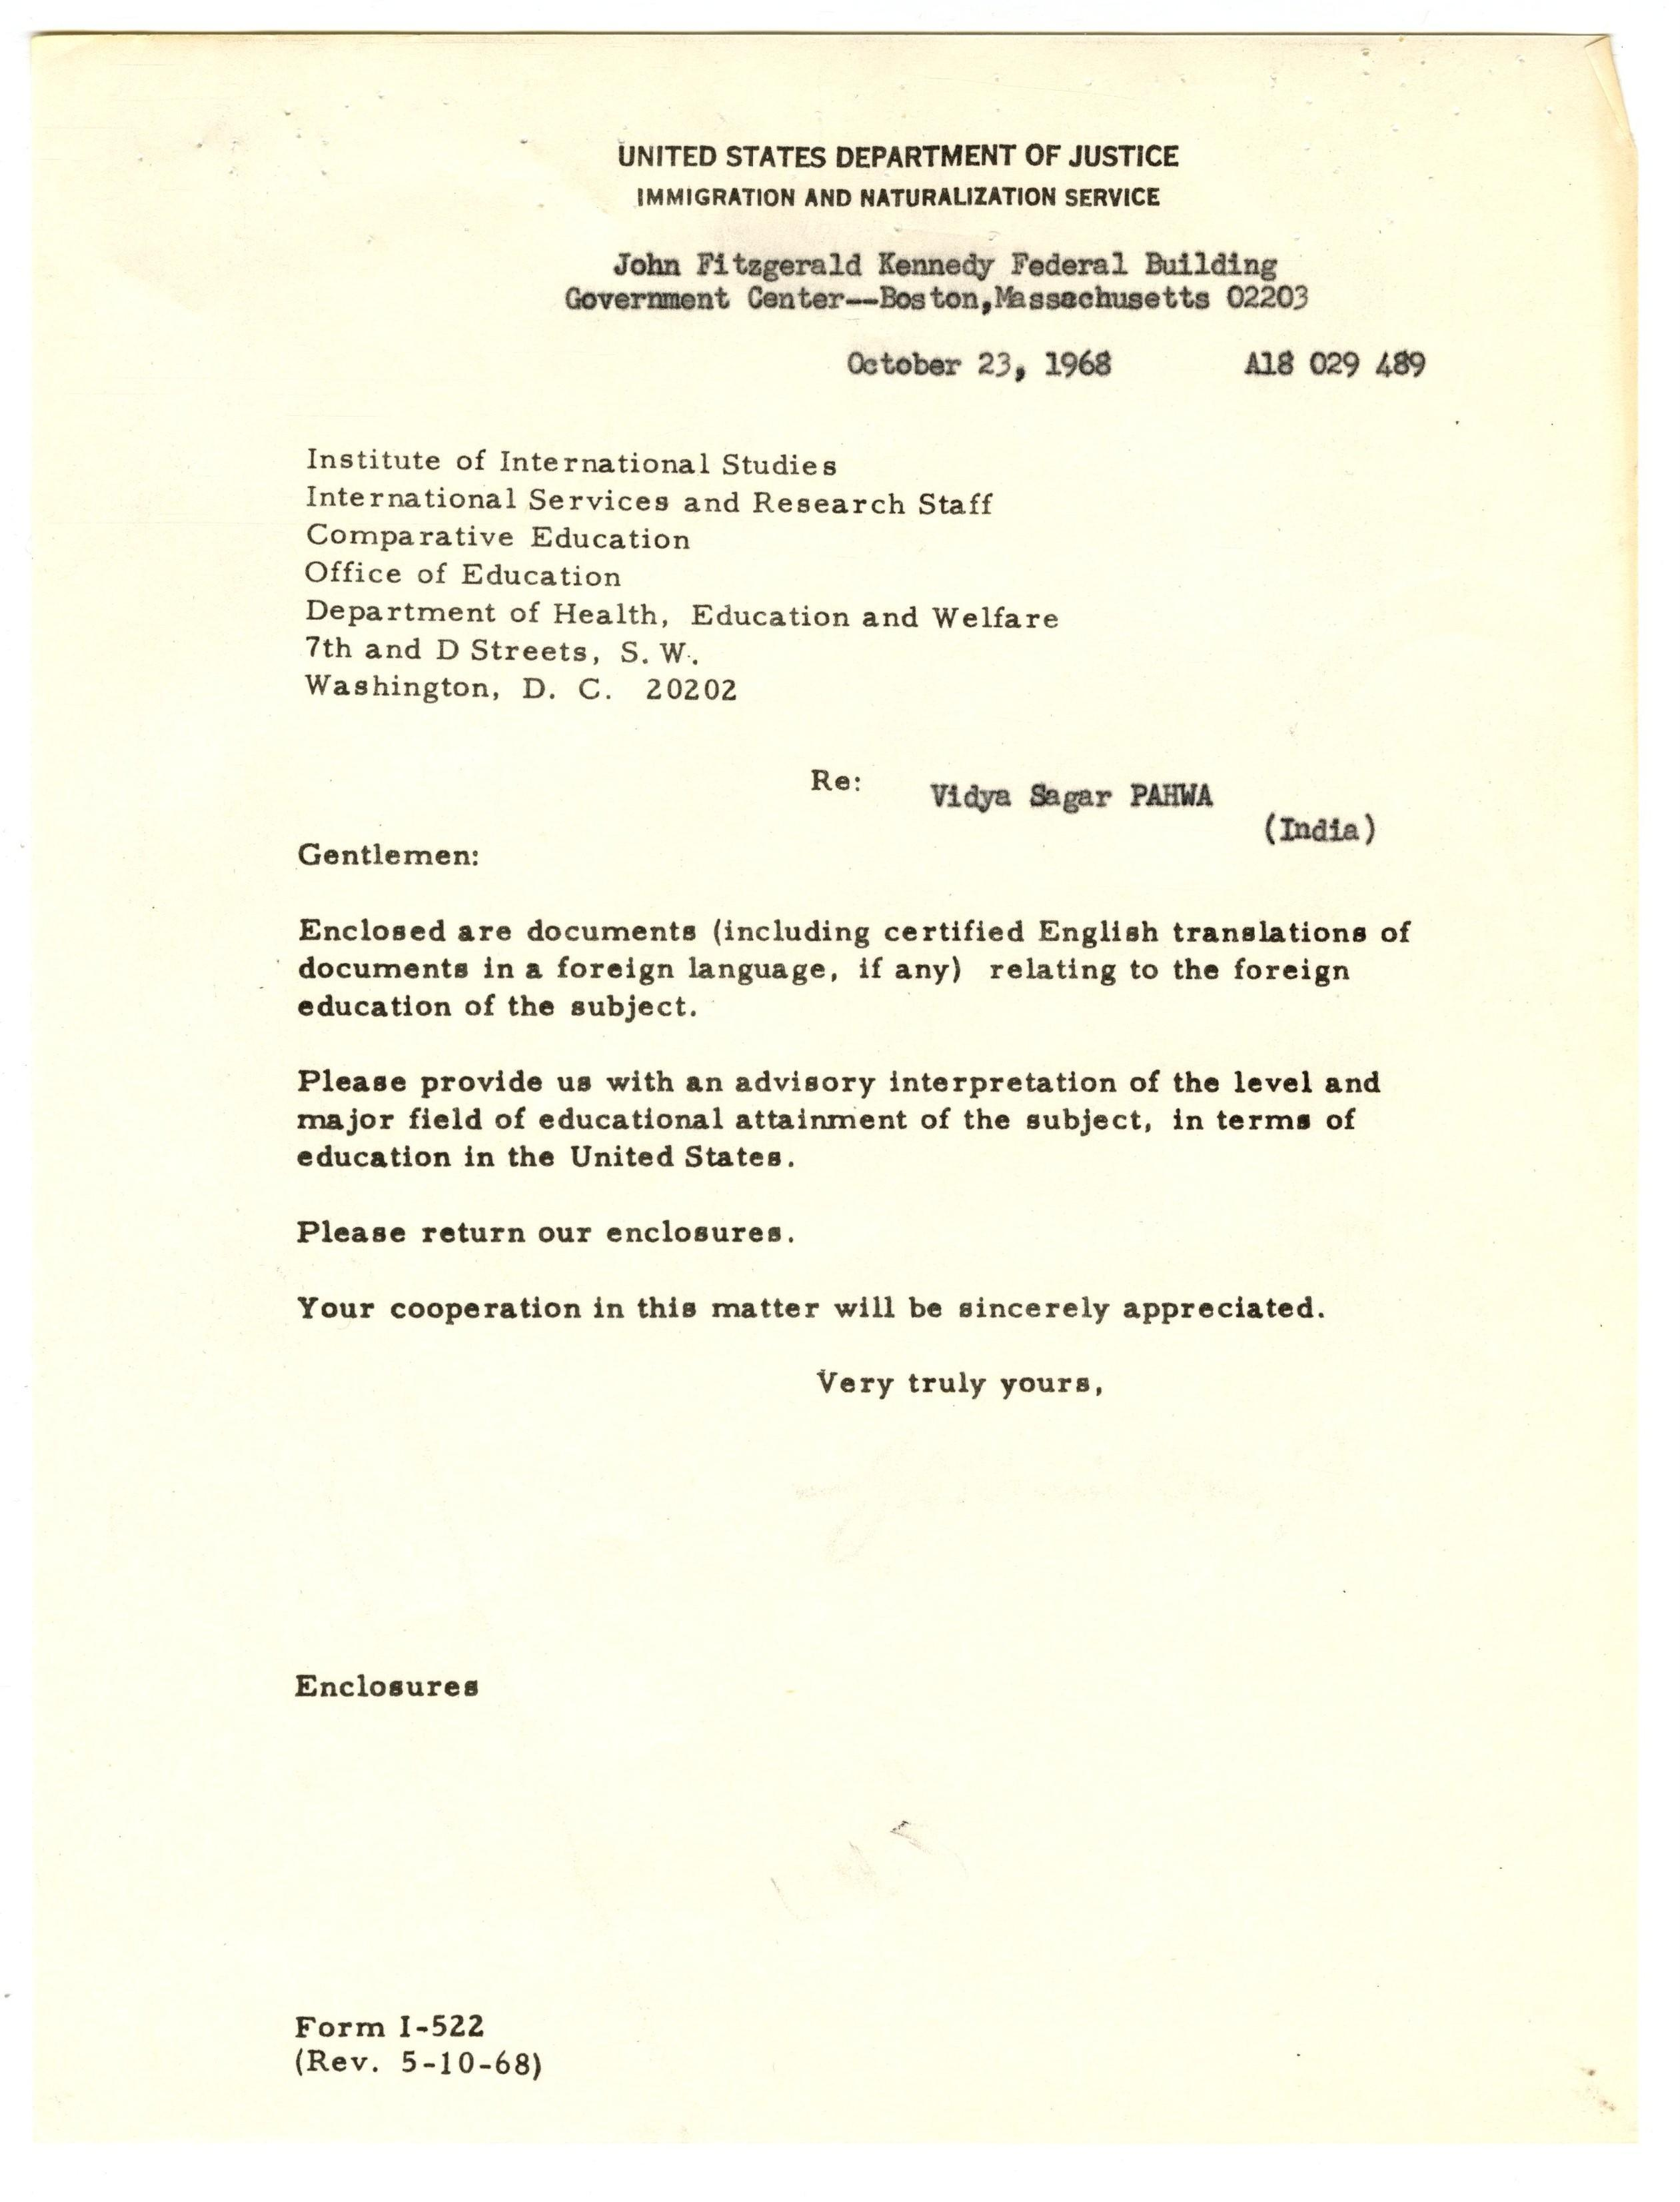 UNITED STATES DEPARTMENT OF JUSTICE
IMMIGRATION AND NATURALIZATION SERVICE
John Fitzgerald Kennedy Federal Building
Government Center--Boston,Massachusetts 02203
October 23, 1968 A18 029 489
Institute of International Studies
International Services and Research Staff
Comparative Education
Office of Education
Department of Health, Education and Welfare
7th and D Streets, S. W.
Washington, D. C. 20202
Re: Vidya Sagar PAHWA
(India)
Gentlemen:
Enclosed are documents (including certified English translations of
documents in a foreign language, if any) relating to the foreign
education of the subject.
Please provide us with an advisory interpretation of the level and
major field of educational attainment of the subject, in terms of
education in the United States.
Please return our enclosures.
Your cooperation in this matter will be sincerely appreciated.
Very truly yours,
Enclosures
Form I-522
(Rev. 5-10-68)